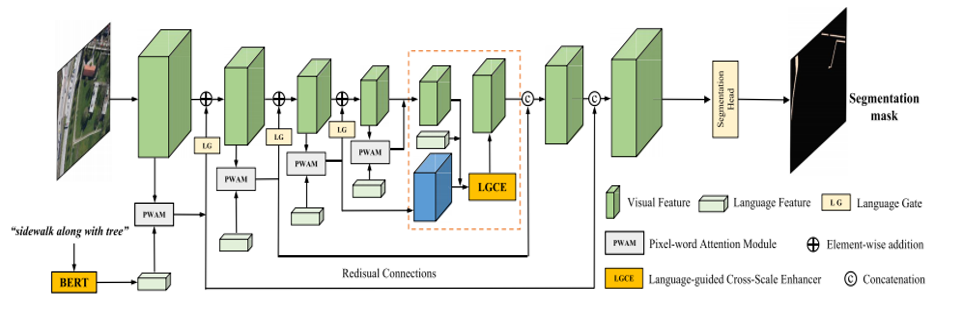 LG
LG
LG
PWAM
PWAM
PWAM
PWAM
LGCE
C
C
Segmentation
Head
Segmentation
mask
"sidewalk along with tree"
BERT
Redisual Connections
Visual Feature
Language Feature
L G
Language Gate
PWAM
Pixel-word Attention Module
Element-wise addition
LGCE
Language-guided Cross-Scale Enhancer
C
Concatenation